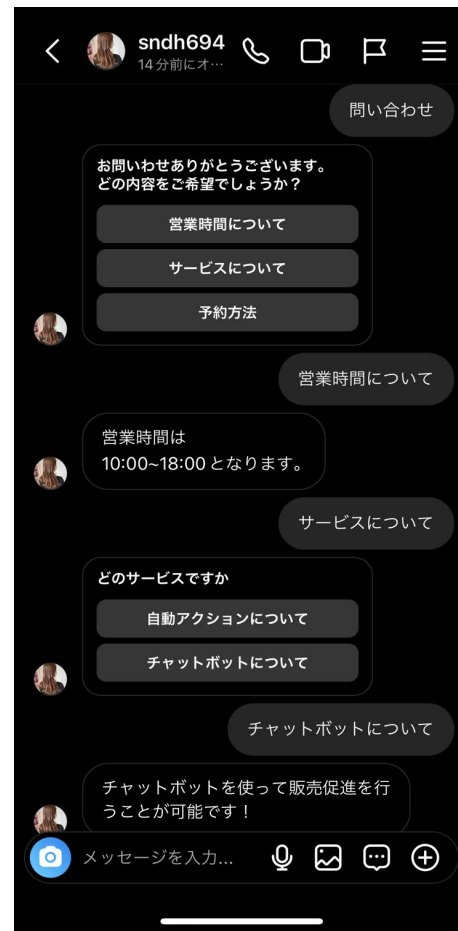 sndh694
14分前にオ…
問い合わせ
お問いわせありがとうございます。
どの内容をご希望でしょうか？
営業時間について
サービスについて
予約方法
営業時間について
営業時間は
10:00~18:00となります。
サービスについて
どのサービスですか
自動アクションについて
チャットボットについて
チャットボットについて
チャットボットを使って販売促進を行
うことが可能です！
メッセージを入力...